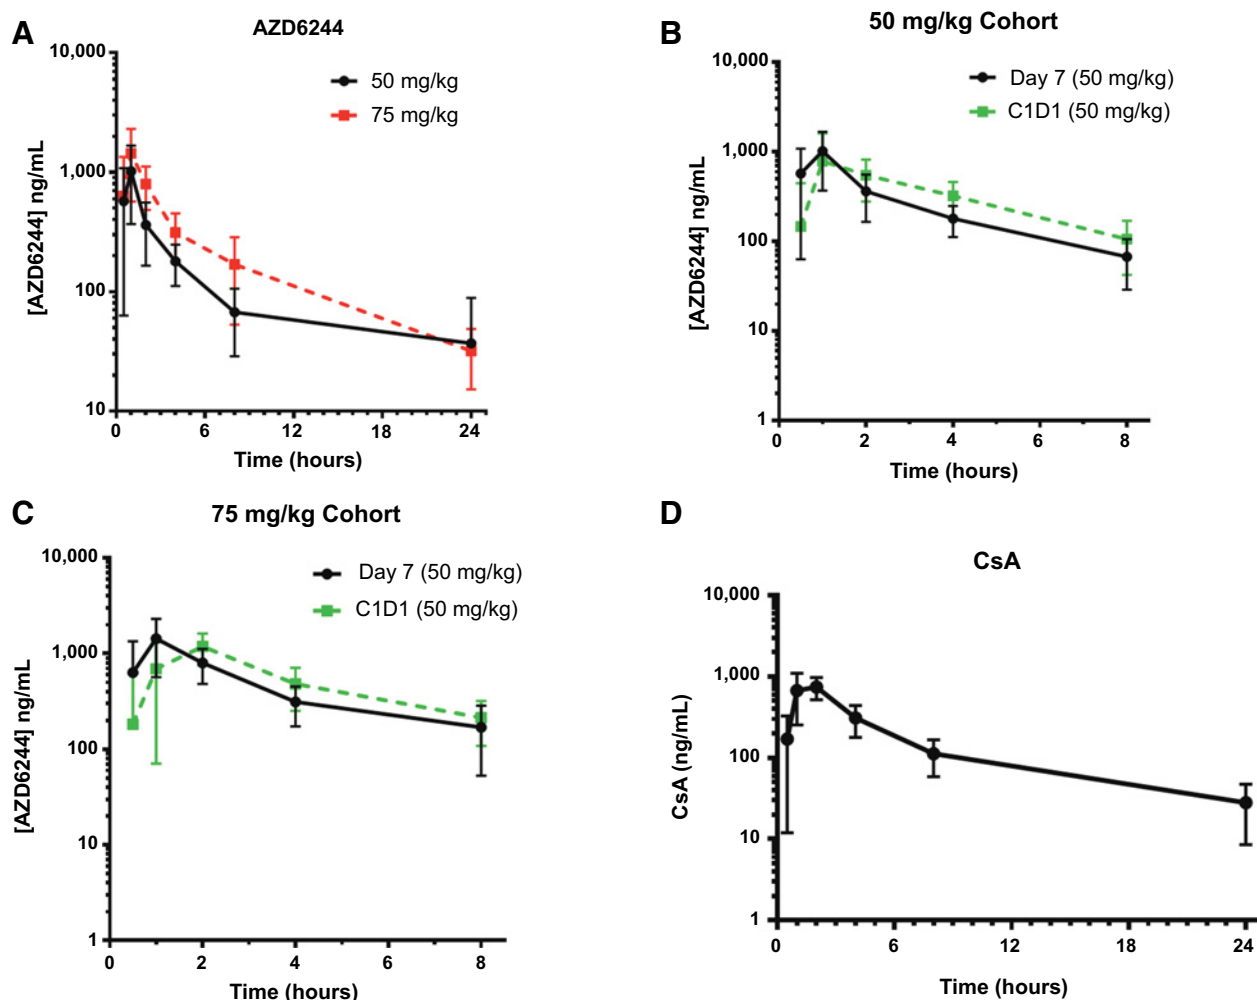 A
AZD6244
50 mg/kg
75 mg/kg
[AZD6244] ng/mL
10,000
1,000
100
10
0 6 12 18 24
Time (hours)
B
50 mg/kg Cohort
Day 7 (50 mg/kg)
C1D1 (50 mg/kg)
[AZD6244] ng/mL
10,000
1,000
100
10
1
0 2 4 6 8
Time (hours)
C
75 mg/kg Cohort
Day 7 (50 mg/kg)
C1D1 (50 mg/kg)
[AZD6244] ng/mL
10,000
1,000
100
10
1
0 2 4 6 8
Time (hours)
D
CsA
CsA (ng/mL)
10,000
1,000
100
10
1
0 6 12 18 24
Time (hours)